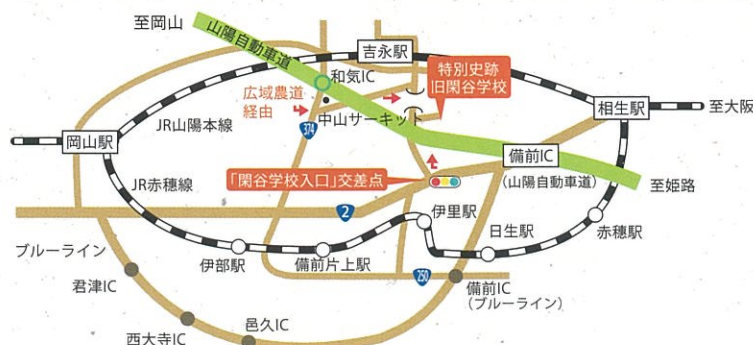 至岡山
山陽自動車道
吉永駅
特別史跡
旧閑谷学校
和気IC
広域農道
経由
中山サーキット
374
相生駅
至大阪
岡山駅
JR山陽本線
備前IC
(山陽自動車道)
「閑谷学校入口」交差点
至姫路
JR赤穂線
2
伊里駅
日生駅
赤穂駅
ブルーライン
伊部駅
備前片上駅
250
君津IC
備前IC
(ブルーライン)
西大寺IC
邑久IC